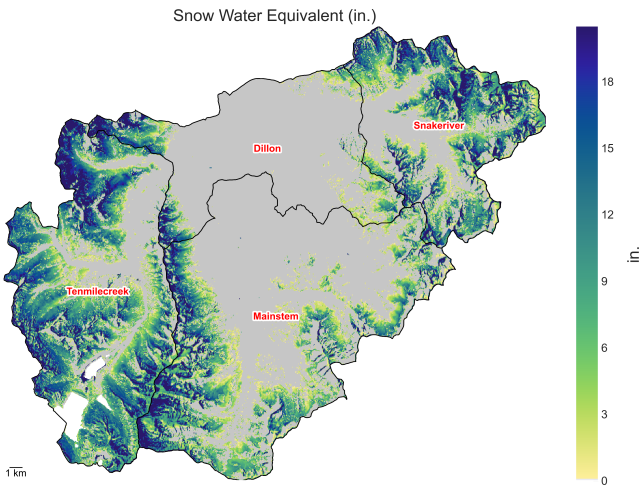 Snow Water Equivalent (in.)
Snakeriver
Dillon
Tenmilecreek
Mainstem
1 km
18
15
12
9
6
3
0
in.